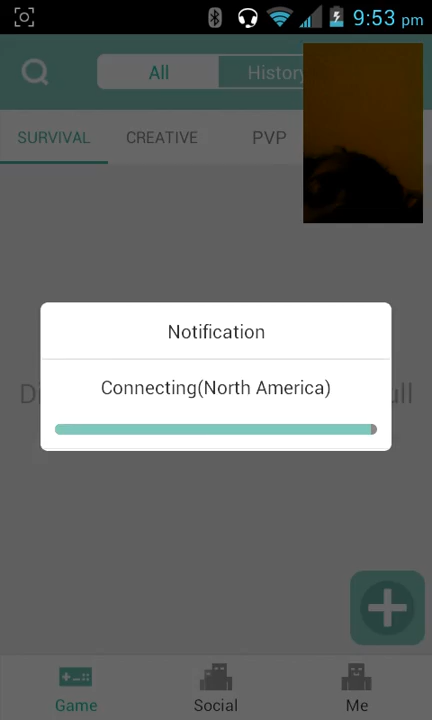 9:53 pm
All History
SURVIVAL CREATIVE PVP
Notification
Connecting(North America)
Game Social Me